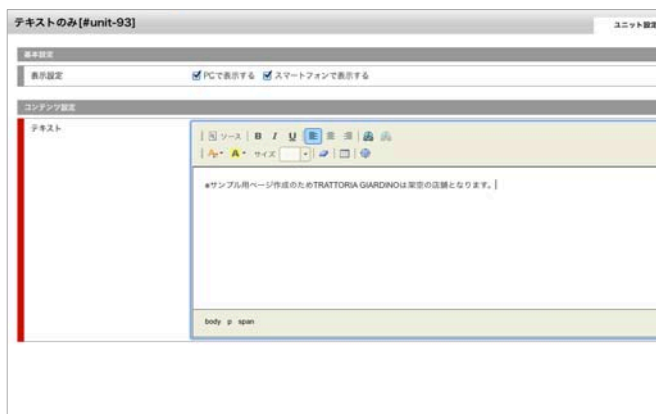 テキストのみ[#unit-93]
ユニット設定
基本設定
表示設定
PCで表示する スマートフォンで表示する
コンテンツ設定
テキスト
ソース B I U
A A サイズ
※サンプル用ページ作成のためTRATTORIA GIARDINOは架空の店舗となります。
body p span